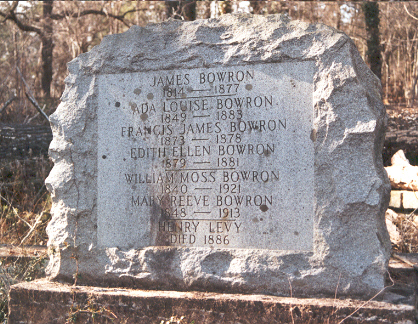 JAMES BOWRON
1814 — 1877
ADA LOUISE BOWRON
1849 — 1883
FRANCIS JAMES BOWRON
1873 — 1878
EDITH ELLEN BOWRON
1879 — 1881
WILLIAM MOSS BOWRON
1840 — 1921
MARY REEVE BOWRON
1848 — 1913
HENRY LEVY
DIED 1886